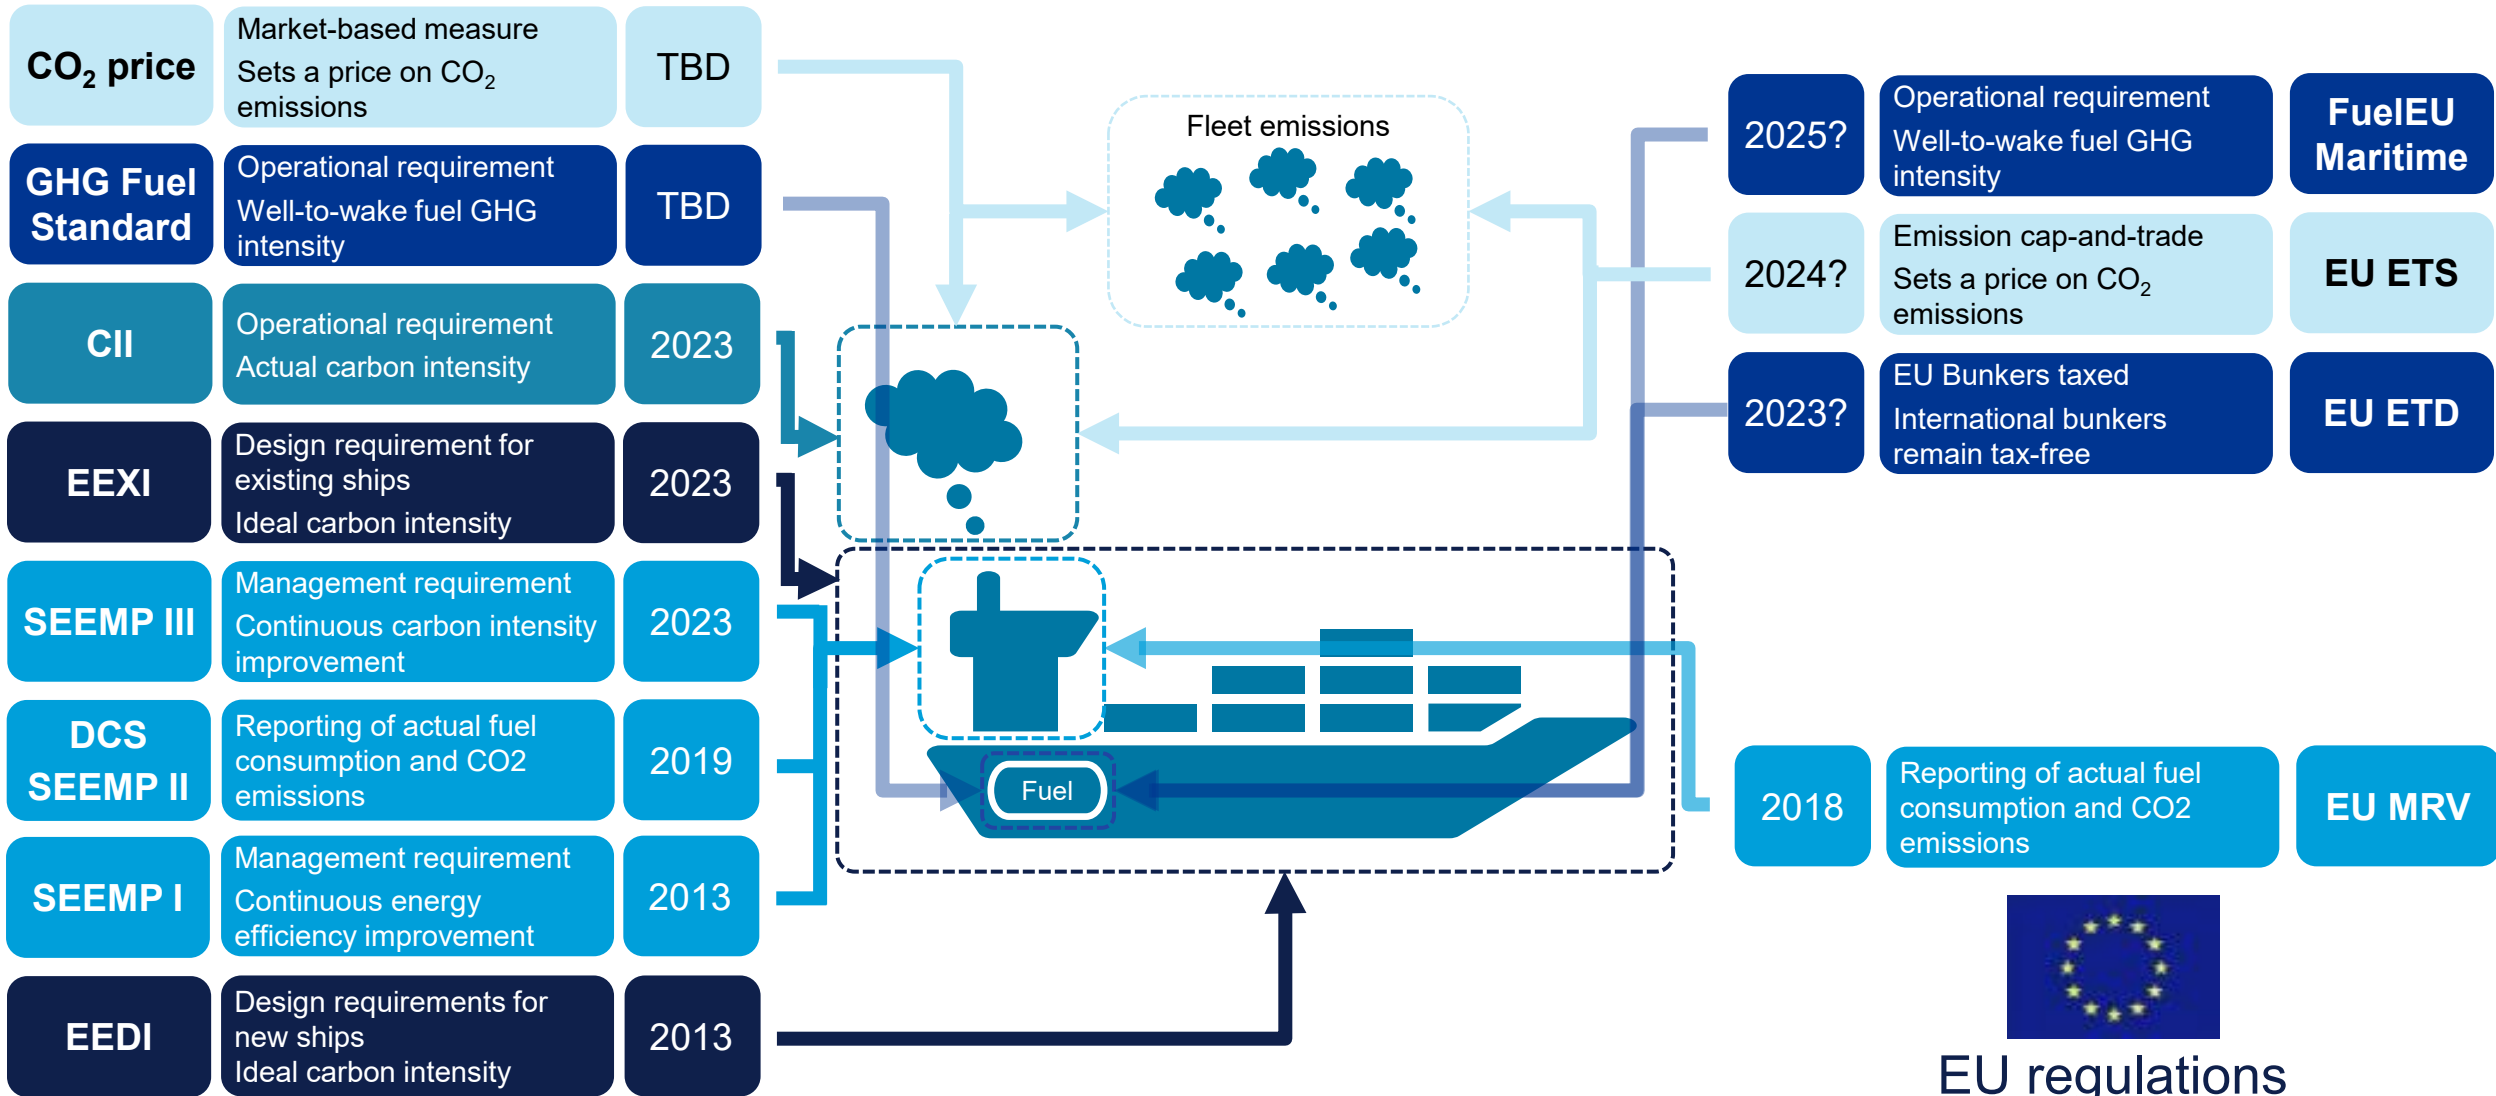 CO₂ price
Market-based measure
Sets a price on CO₂
emissions
TBD
GHG Fuel
Standard
Operational requirement
Well-to-wake fuel GHG
intensity
TBD
CII
Operational requirement
Actual carbon intensity
2023
EEXI
Design requirement for
existing ships
Ideal carbon intensity
2023
SEEMP III
Management requirement
Continuous carbon intensity
improvement
2023
DCS
SEEMP II
Reporting of actual fuel
consumption and CO2
emissions
2019
SEEMP I
Management requirement
Continuous energy
efficiency improvement
2013
EEDI
Design requirements for
new ships
Ideal carbon intensity
2013
Fleet emissions
Fuel
2025?
Operational requirement
Well-to-wake fuel GHG
intensity
FuelEU
Maritime
2024?
Emission cap-and-trade
Sets a price on CO₂
emissions
EU ETS
2023?
EU Bunkers taxed
International bunkers
remain tax-free
EU ETD
2018
Reporting of actual fuel
consumption and CO2
emissions
EU MRV
EU regulations